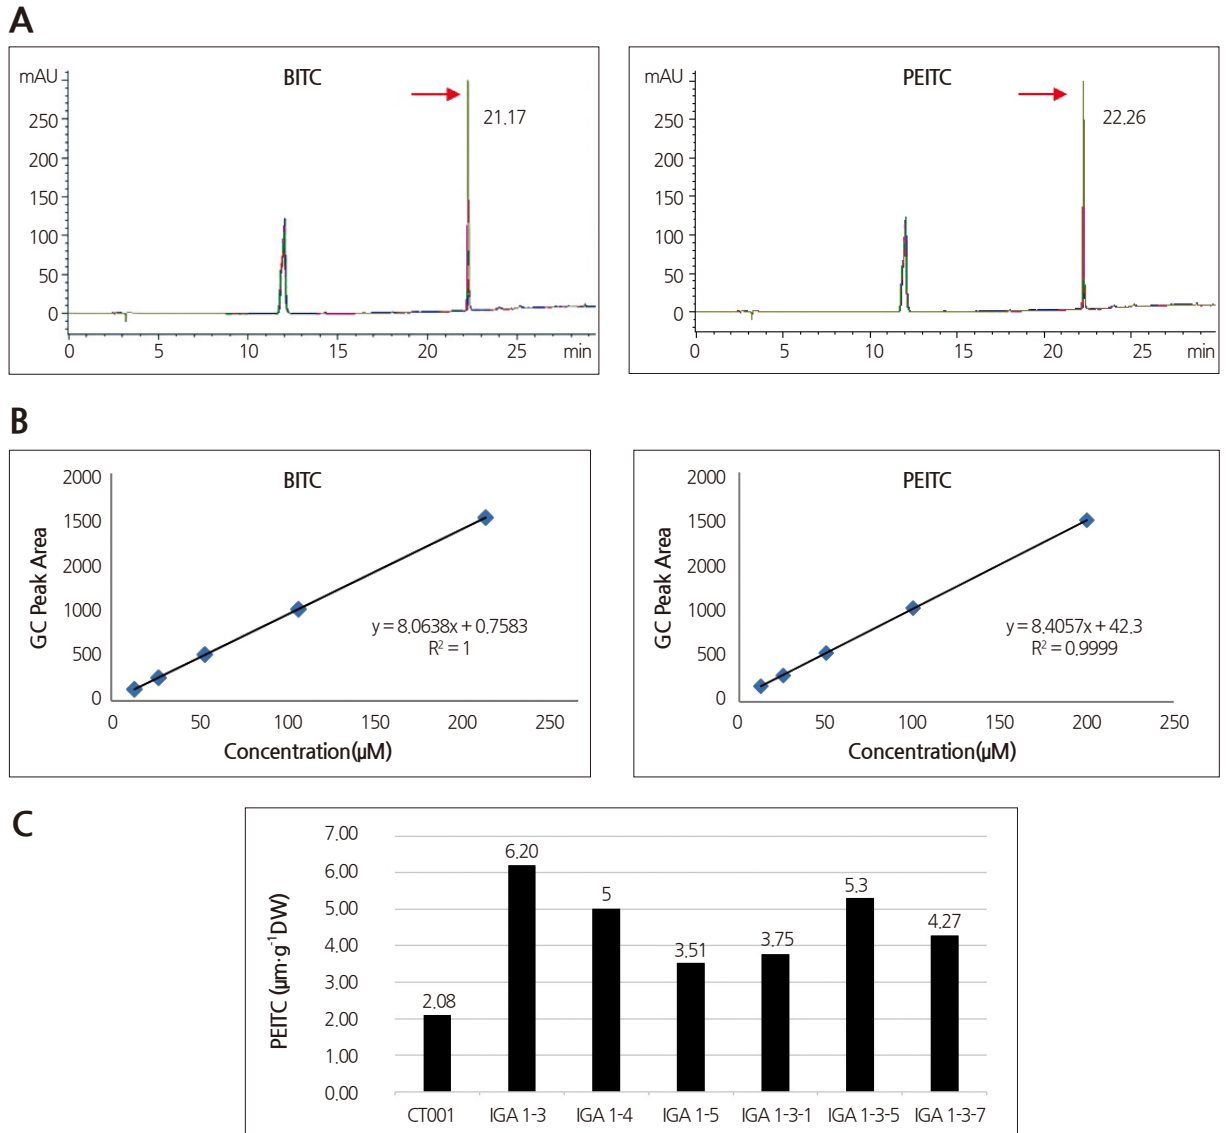 A
mAU
BITC
21.17
250
200
150
100
50
0
0 5 10 15 20 25 min
mAU
PEITC
22.26
250
200
150
100
50
0
0 5 10 15 20 25 min
B
BITC
GC Peak Area
2000
1500
2000
1000
500
0
y = 8.0638x + 0.7583
R² = 1
0 50 100 150 200 250
Concentration(µM)
PEITC
GC Peak Area
2000
1500
2000
1000
500
0
y = 8.4057x + 42.3
R² = 0.9999
0 50 100 150 200 250
Concentration(µM)
C
PEITC (µm·g⁻¹DW)
7.00
6.00
5.00
4.00
3.00
2.00
1.00
0.00
2.08
6.20
5
3.51
3.75
5.3
4.27
CT001 IGA 1-3 IGA 1-4 IGA 1-5 IGA 1-3-1 IGA 1-3-5 IGA 1-3-7